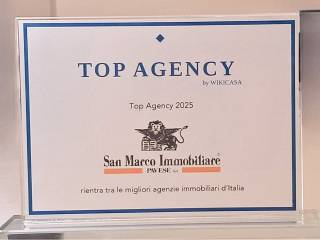 TOP AGENCY
by WIKICASA
Top Agency 2025
San Marco Immobiliare
PAVESE
rientra tra le migliori agenzie immobiliari d'Italia